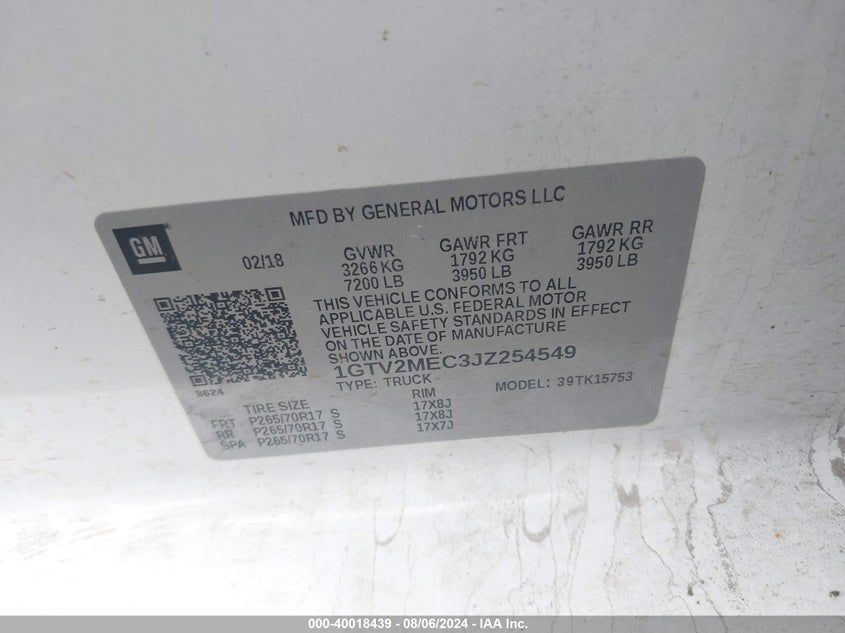 MFD BY GENERAL MOTORS LLC
GM
02/18
GVWR GAWR FRT GAWR RR
3266 KG 1792 KG 1792 KG
7200 LB 3950 LB 3950 LB
THIS VEHICLE CONFORMS TO ALL
APPLICABLE U.S. FEDERAL MOTOR
VEHICLE SAFETY STANDARDS IN EFFECT
ON THE DATE OF MANUFACTURE
SHOWN ABOVE.
1GTV2MEC3JZ254549
8624
TYPE: TRUCK MODEL: 39TK15753
TIRE SIZE RIM
FRT P265/70R17 S 17X8J
RR P265/70R17 S 17X8J
SPA P265/70R17 S 17X7J
000-40018439 - 08/06/2024 - IAA Inc.